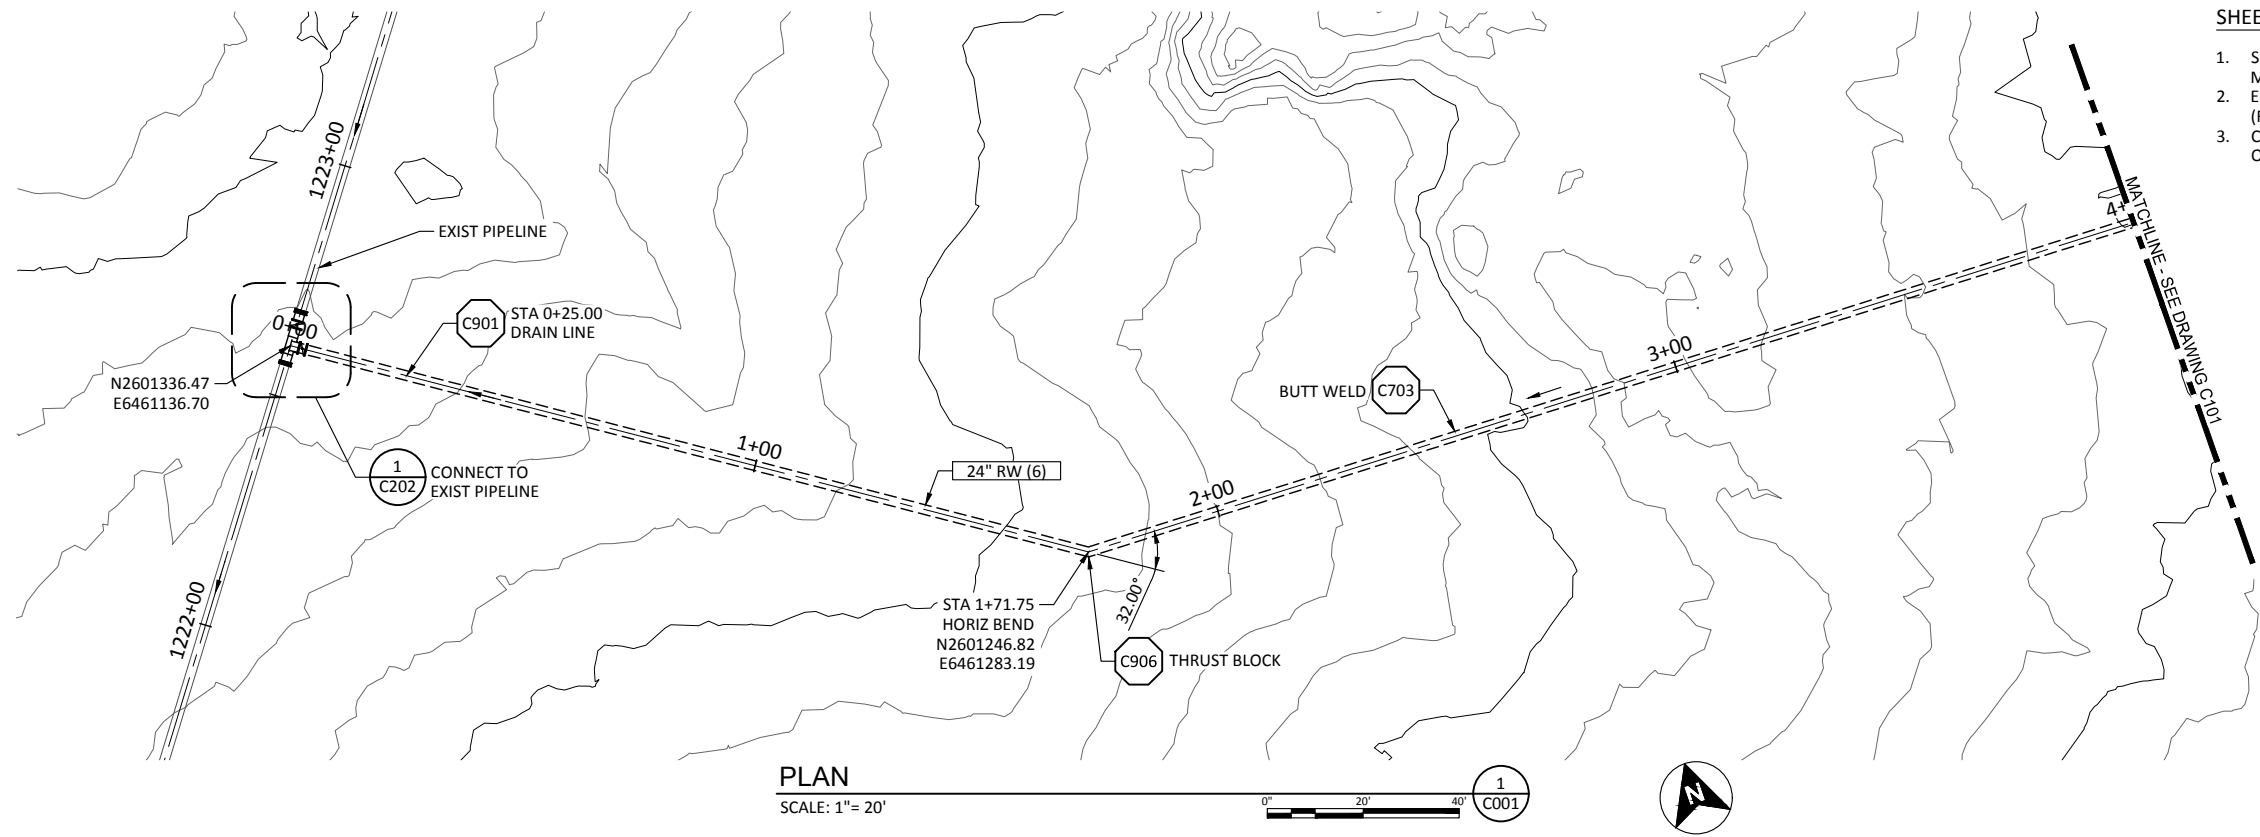 SHEE
1. S
M
2. E
(F
3. C
O
1223+00
EXIST PIPELINE
0+00
C901
STA 0+25.00
DRAIN LINE
N2601336.47
E6461136.70
1
C202
CONNECT TO
EXIST PIPELINE
1222+00
1+00
24" RW (6)
STA 1+71.75
HORIZ BEND
N2601246.82
E6461283.19
32.00°
C906
THRUST BLOCK
2+00
BUTT WELD
C703
3+00
4+
MATCHLINE - SEE DRAWING C101
PLAN
SCALE: 1"= 20'
0"
20'
40'
1
C001
N